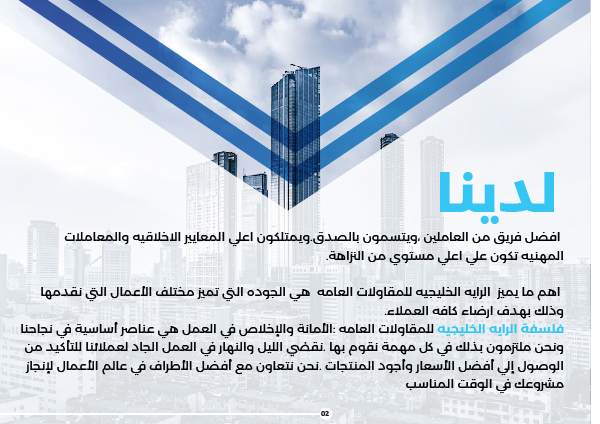 لدينا
افضل فريق من العاملين ،ويتسمون بالصدق.ويمتلكون اعلي المعايير الاخلاقيه والمعاملات
المهنيه تكون علي اعلي مستوي من النزاهة.
اهم ما يميز الرايه الخليجيه للمقاولات العامه هي الجوده التي تميز مختلف الأعمال التي نقدمها
وذلك بهدف ارضاء كافه العملاء.
فلسفة الرايه الخليجيه للمقاولات العامه :الأمانة والإخلاص في العمل هي عناصر أساسية في نجاحنا
ونحن ملتزمون بذلك في كل مهمة نقوم بها .نقضي الليل والنهار في العمل الجاد لعملائنا للتأكيد من
الوصول إلي أفضل الأسعار وأجود المنتجات .نحن نتعاون مع أفضل الأطراف في عالم الأعمال لإنجاز
مشروعك في الوقت المناسب
02